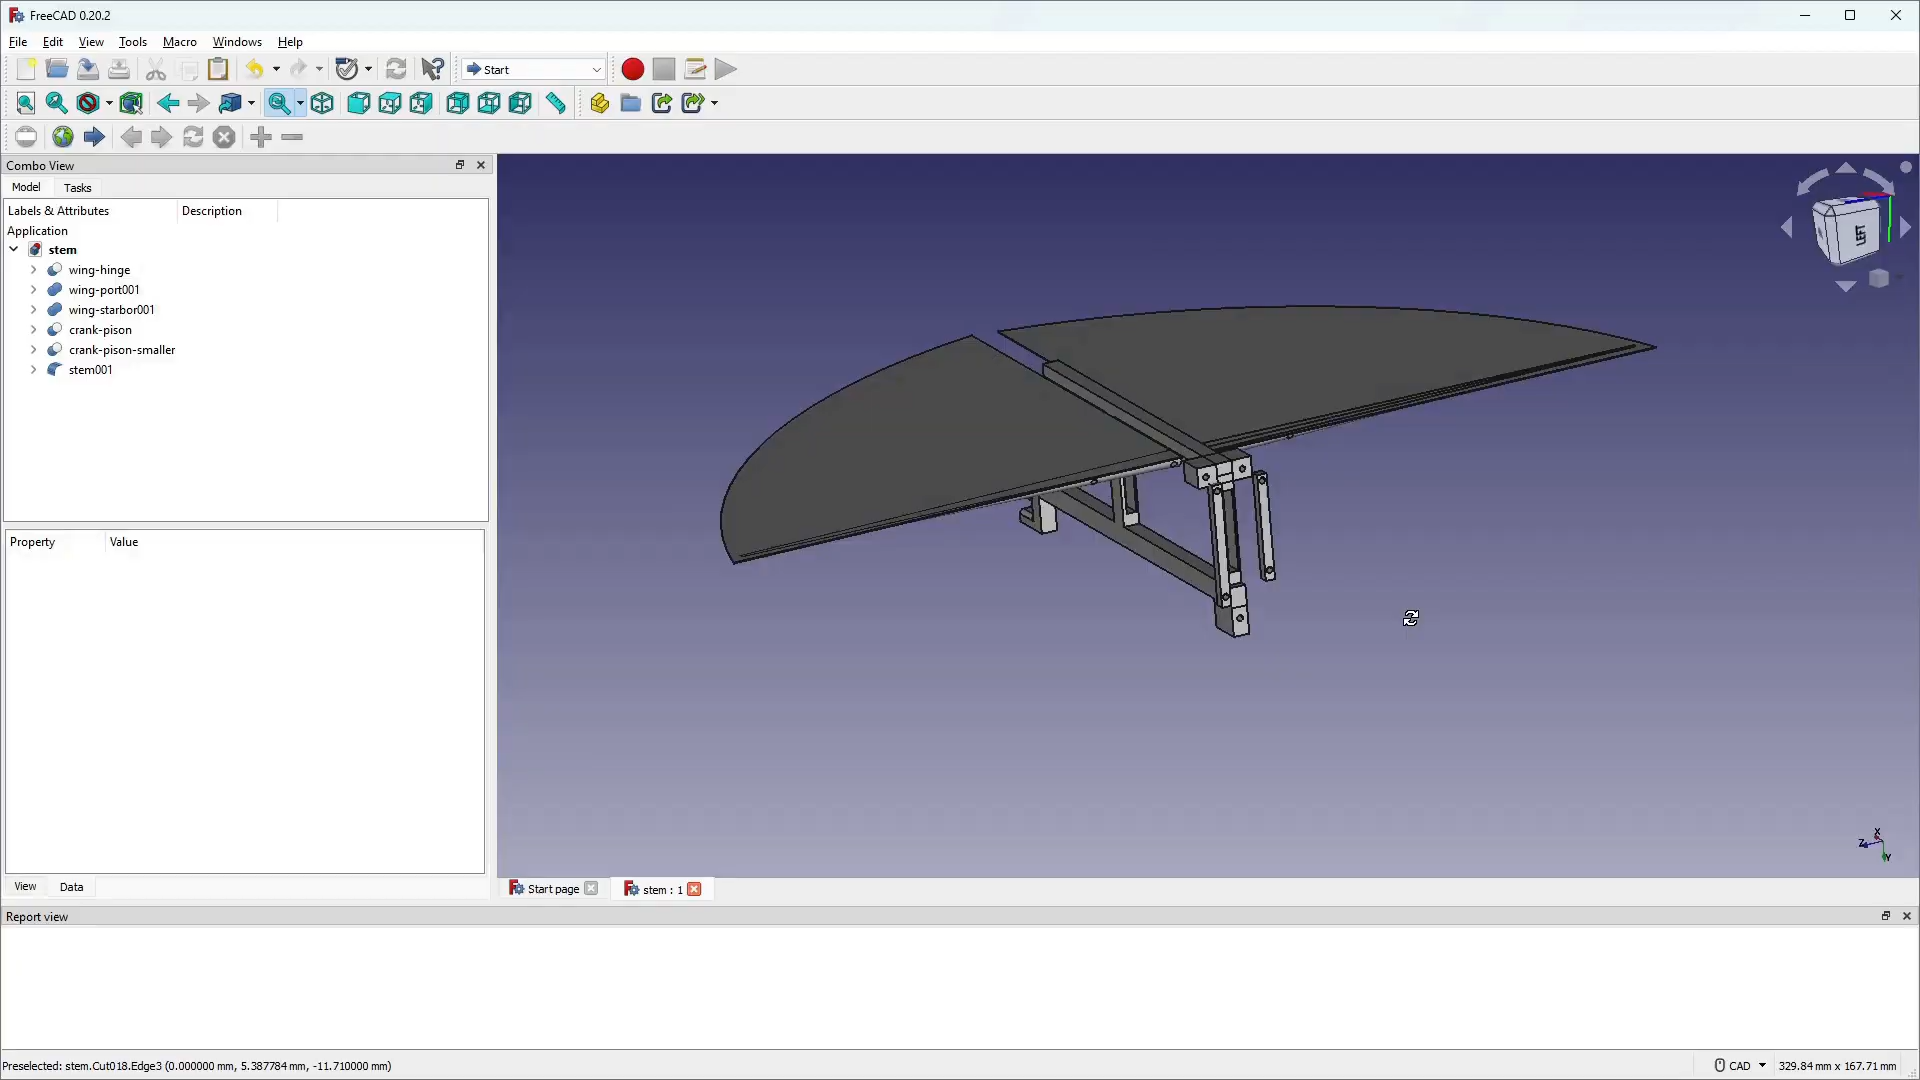 FreeCAD 0.20.2
File Edit View Tools Macro Windows Help
Start
Combo View
Model Tasks
Labels & Attributes Description
Application
stem
wing-hinge
wing-port001
wing-starbor001
crank-pison
crank-pison-smaller
stem001
Property Value
View Data
LEFT
X
Z
Y
Start page
stem : 1
Report view
Preselected: stem.Cut018.Edge3 (0.000000 mm, 5.387784 mm, -11.710000 mm)
CAD
329.84 mm x 167.71 mm